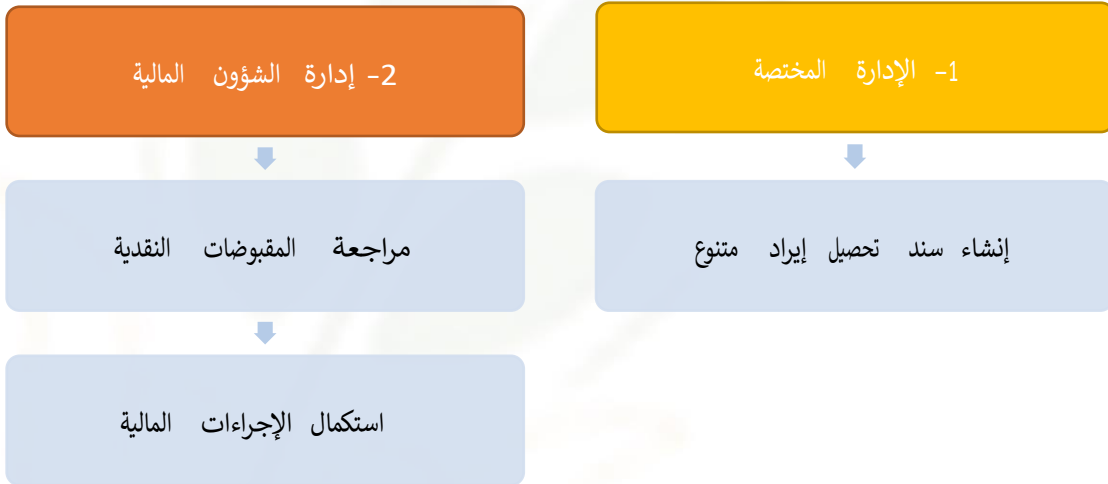 1- الإدارة المختصة
إنشاء سند تحصيل إيراد متنوع
2- إدارة الشؤون المالية
مراجعة المقبوضات النقدية
استكمال الإجراءات المالية